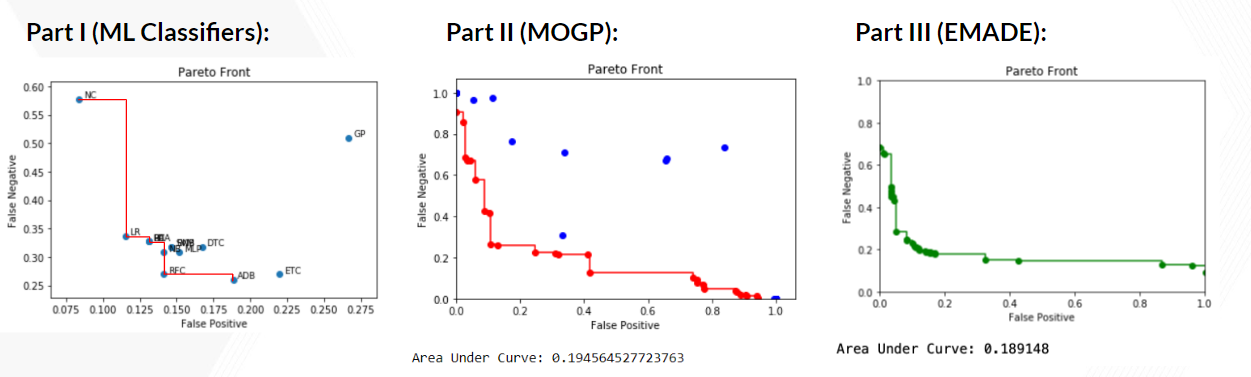 Part I (ML Classifiers):
Pareto Front
0.60
0.55
0.50
0.45
0.40
0.35
0.30
0.25
False Negative
NC
GP
LR
DTC
MLP
RFC
ADB
ETC
0.075 0.100 0.125 0.150 0.175 0.200 0.225 0.250 0.275
False Positive
Part II (MOGP):
Pareto Front
1.0
0.8
0.6
0.4
0.2
0.0
False Negative
0.0 0.2 0.4 0.6 0.8 1.0
False Positive
Area Under Curve: 0.194564527723763
Part III (EMADE):
Pareto Front
1.0
0.8
0.6
0.4
0.2
0.0
False Negative
0.0 0.2 0.4 0.6 0.8 1.0
False Positive
Area Under Curve: 0.189148